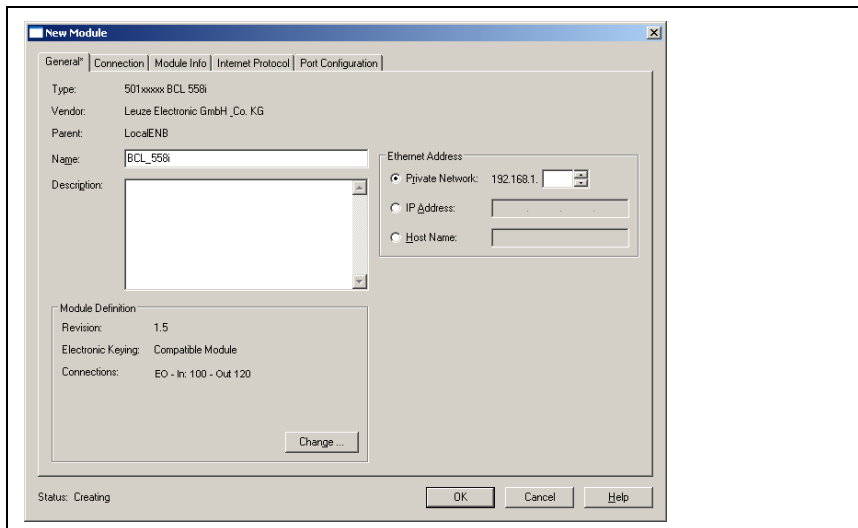 New Module
General* Connection Module Info Internet Protocol Port Configuration
Type: 501xxxxx BCL 558i
Vendor: Leuze Electronic GmbH _Co. KG
Parent: LocalENB
Name: BCL_558i
Description:
Ethernet Address
Private Network: 192.168.1.
IP Address: . . .
Host Name:
Module Definition
Revision: 1.5
Electronic Keying: Compatible Module
Connections: EO - In: 100 - Out 120
Change ...
Status: Creating
OK Cancel Help